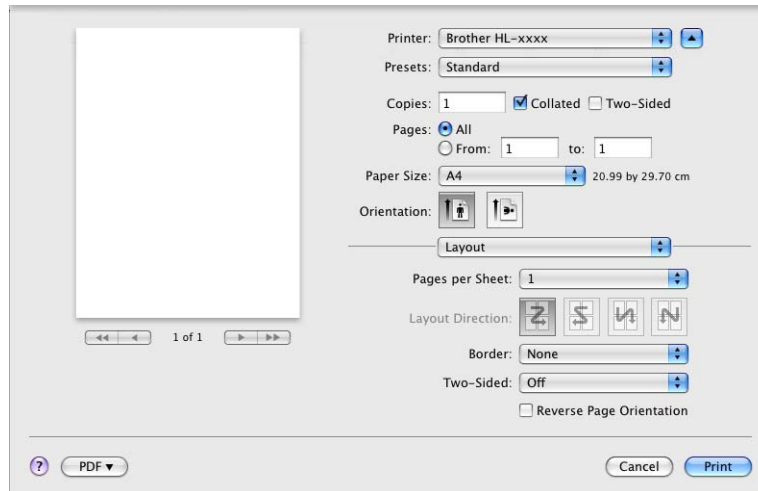 Printer: Brother HL-xxxx
Presets: Standard
Copies: 1 Collated Two-Sided
Pages: All
From: 1 to: 1
Paper Size: A4 20.99 by 29.70 cm
Orientation:
Layout
Pages per Sheet: 1
Layout Direction:
1 of 1
Border: None
Two-Sided: Off
Reverse Page Orientation
? PDF▼ Cancel Print